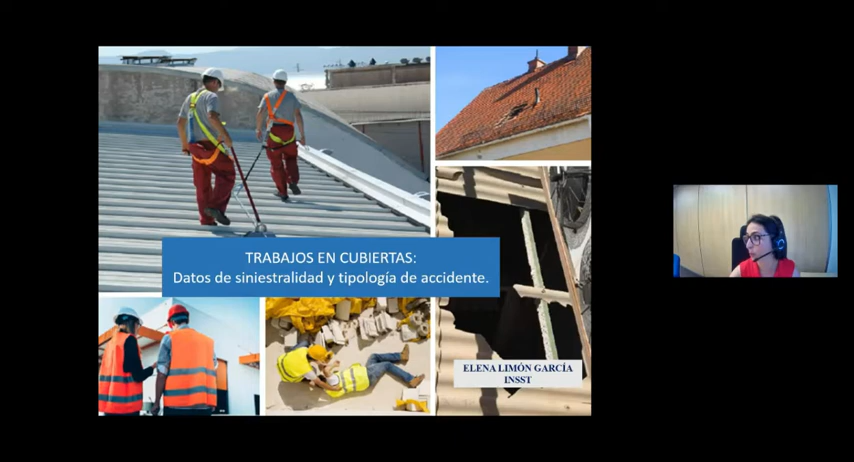 TRABAJOS EN CUBIERTAS:
Datos de siniestralidad y tipología de accidente.
ELENA LIMÓN GARCÍA
INSST